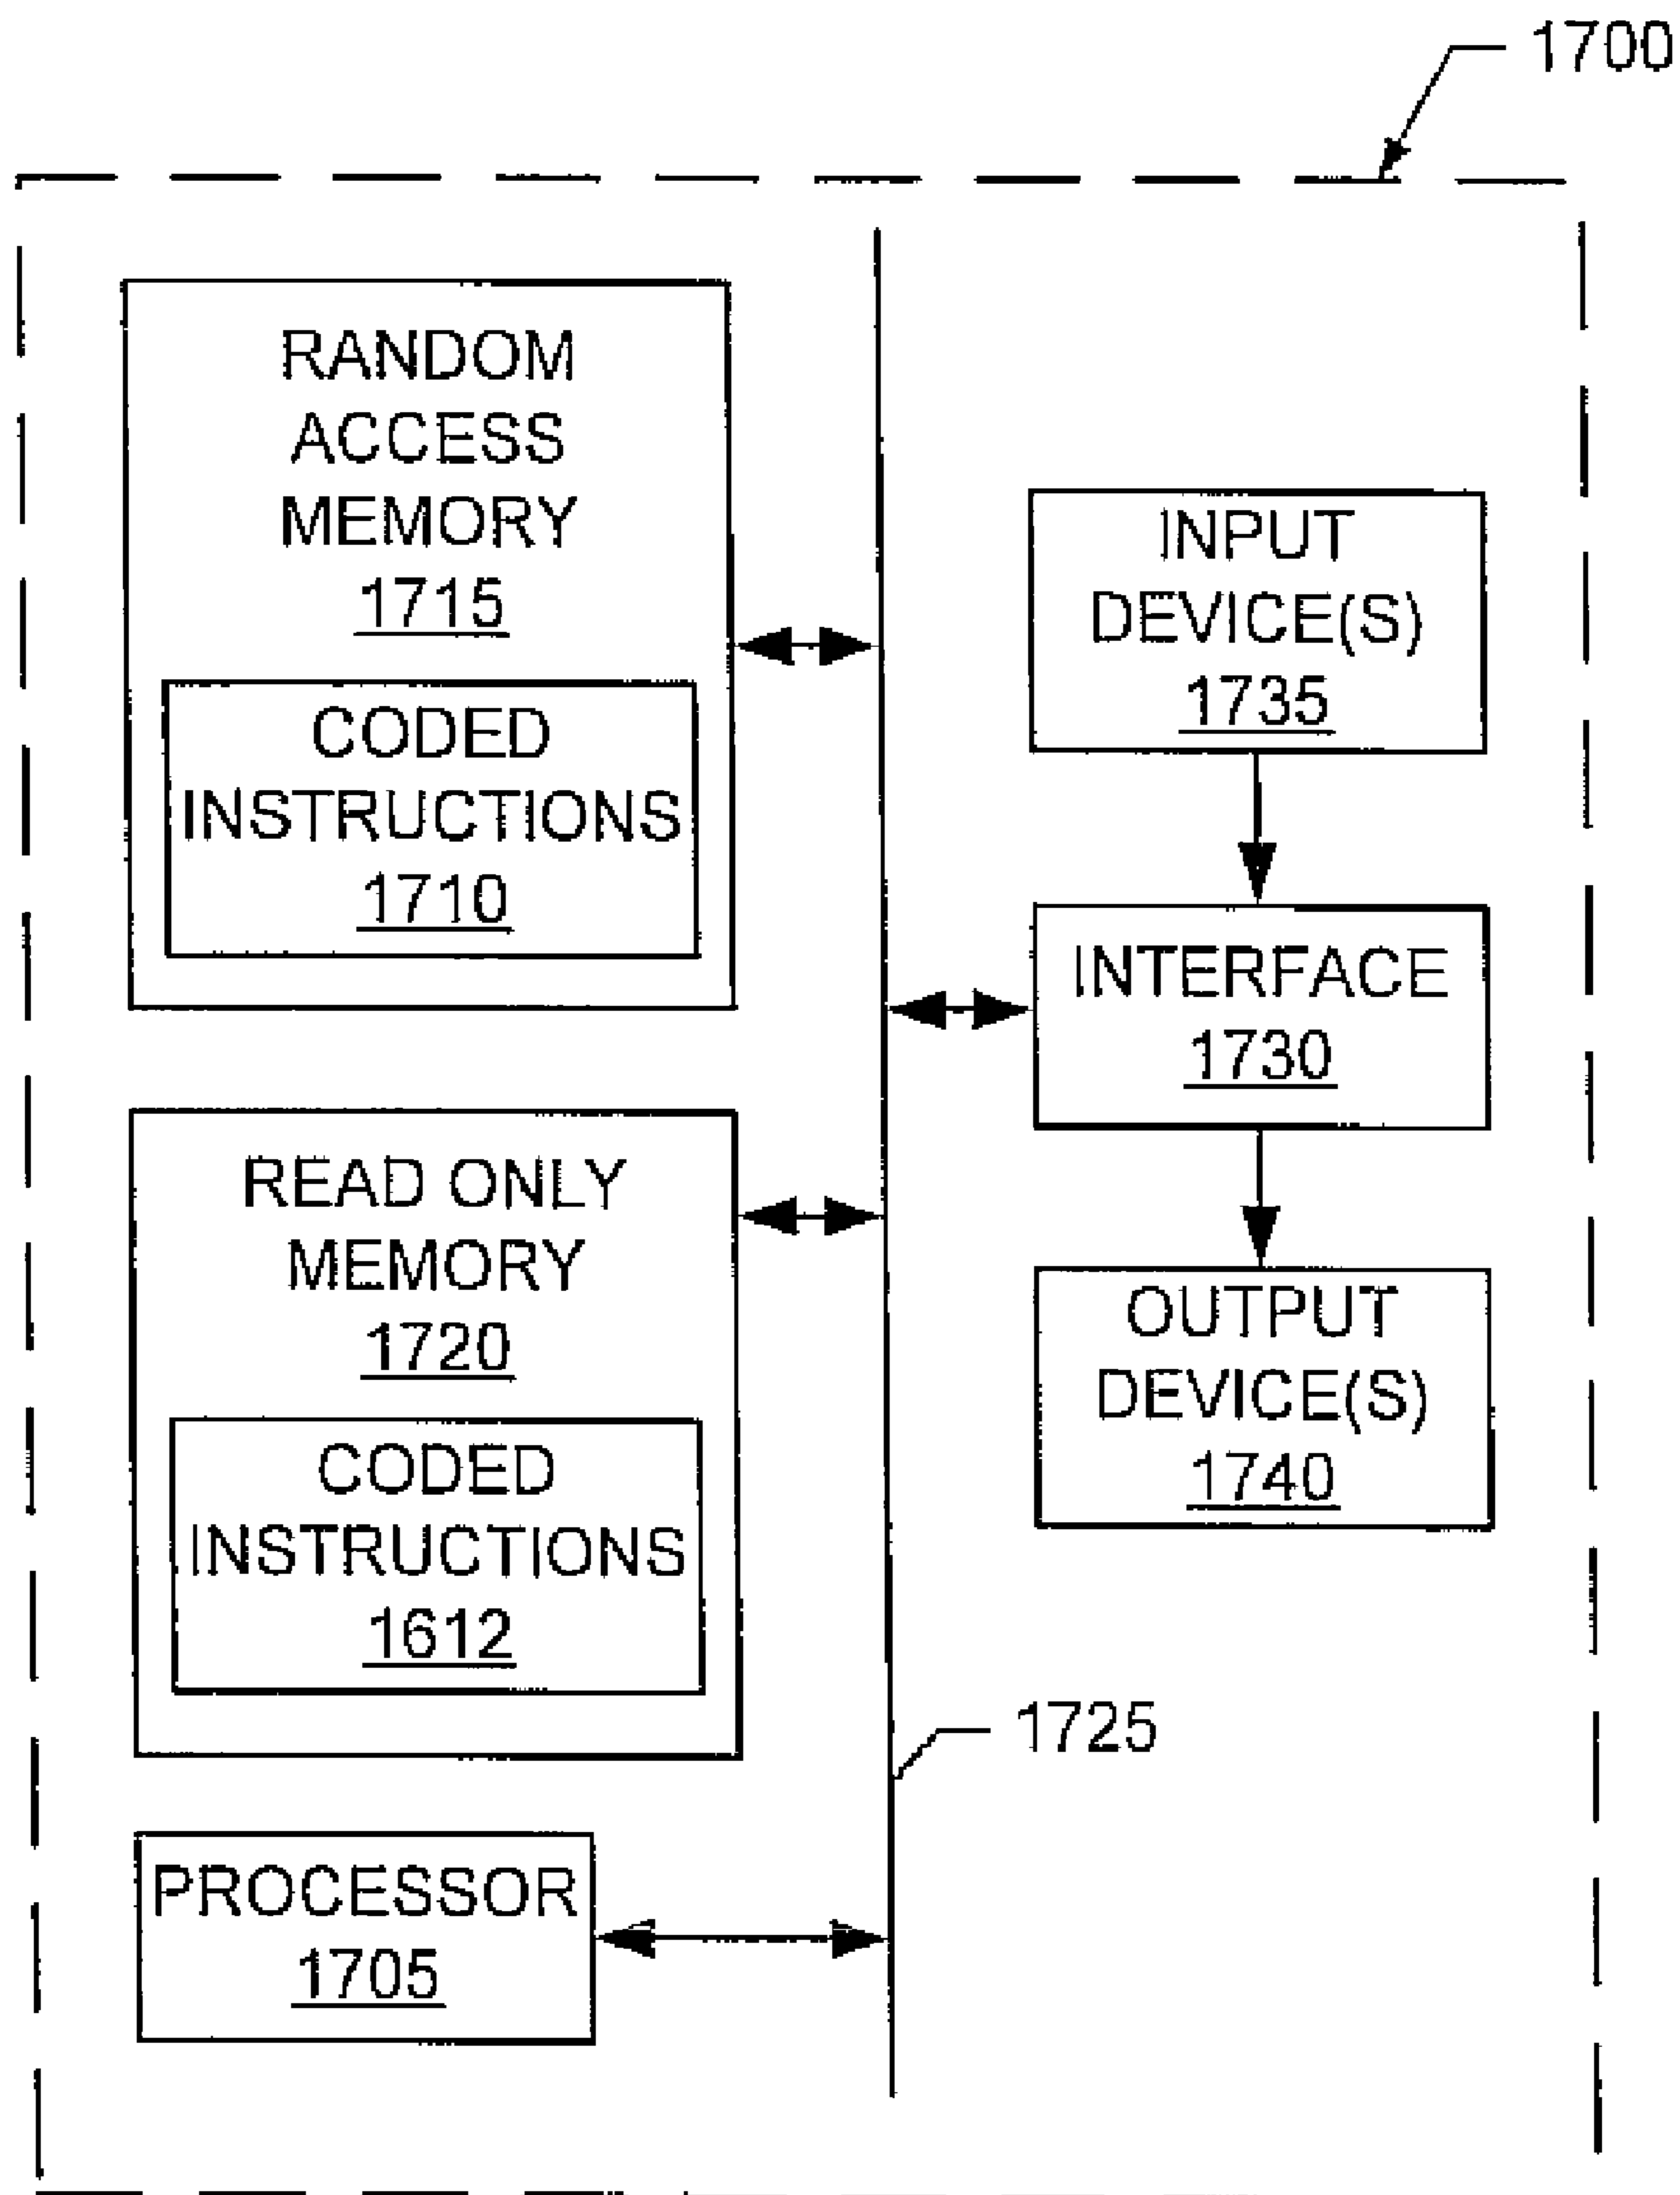 1700
RANDOM
ACCESS
MEMORY
1715
CODED
INSTRUCTIONS
1710
READ ONLY
MEMORY
1720
CODED
INSTRUCTIONS
1612
PROCESSOR
1705
INPUT
DEVICE(S)
1735
INTERFACE
1730
OUTPUT
DEVICE(S)
1740
1725